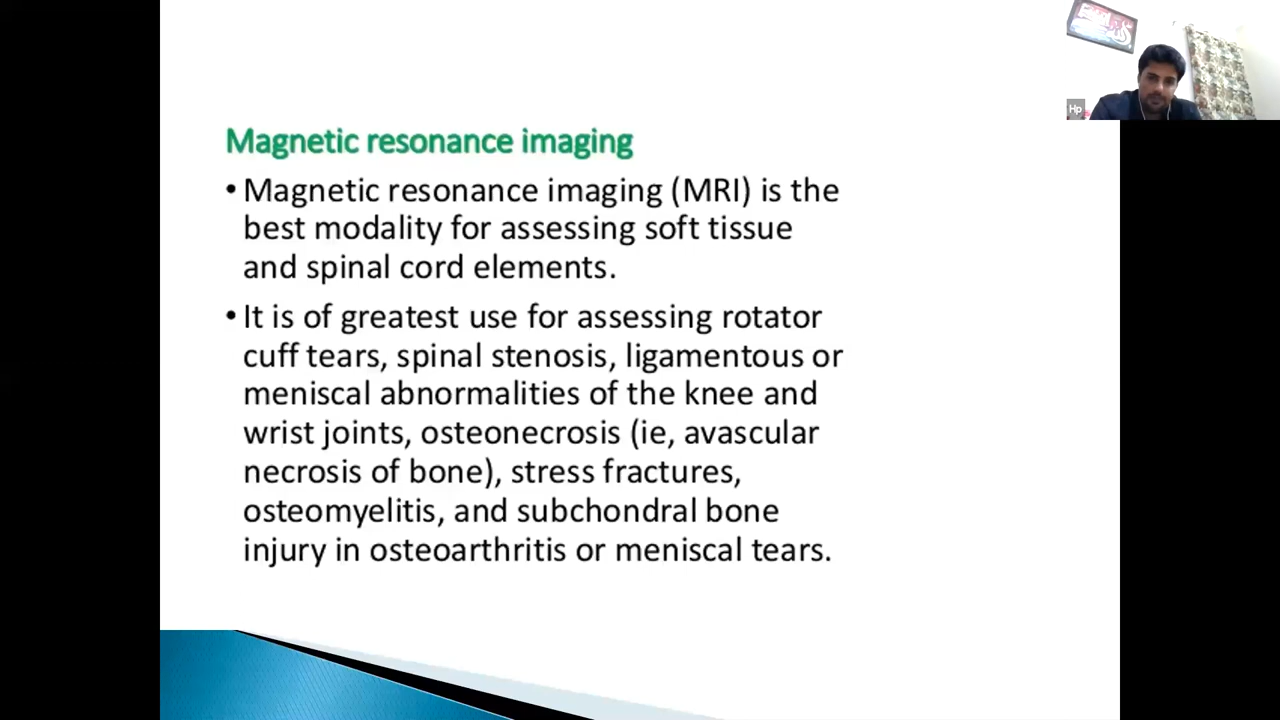 Hp
Magnetic resonance imaging
• Magnetic resonance imaging (MRI) is the
best modality for assessing soft tissue
and spinal cord elements.
• It is of greatest use for assessing rotator
cuff tears, spinal stenosis, ligamentous or
meniscal abnormalities of the knee and
wrist joints, osteonecrosis (ie, avascular
necrosis of bone), stress fractures,
osteomyelitis, and subchondral bone
injury in osteoarthritis or meniscal tears.